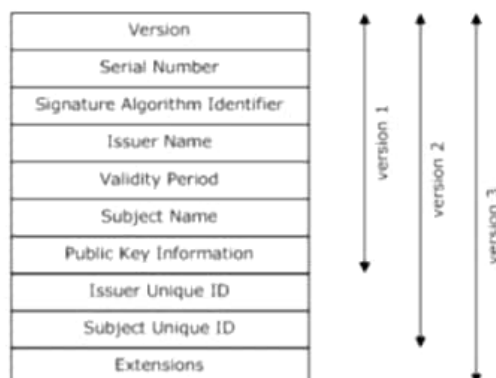 Version
Serial Number
Signature Algorithm Identifier
Issuer Name
Validity Period
Subject Name
Public Key Information
Issuer Unique ID
Subject Unique ID
Extensions
version 1
version 2
version 3